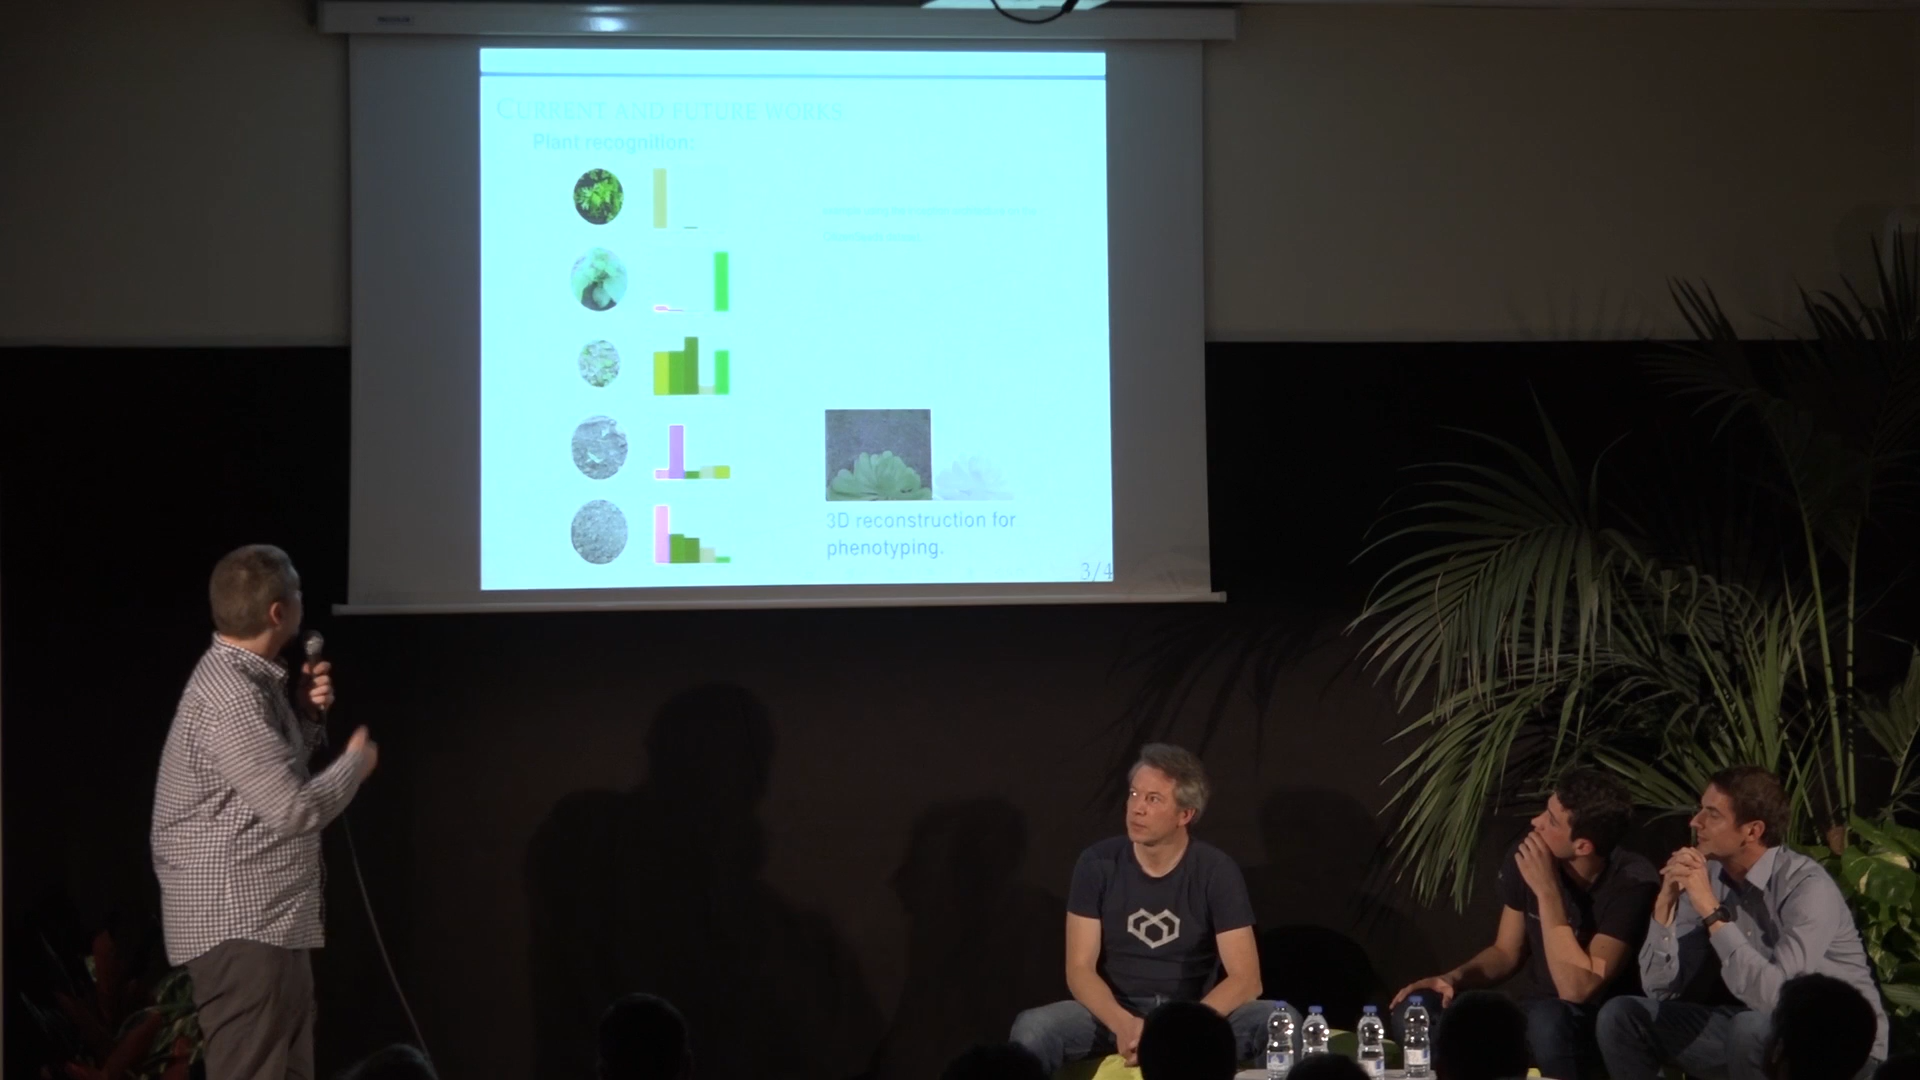 CURRENT AND FUTURE WORKS
Plant recognition:
3D reconstruction for
phenotyping.
3/4